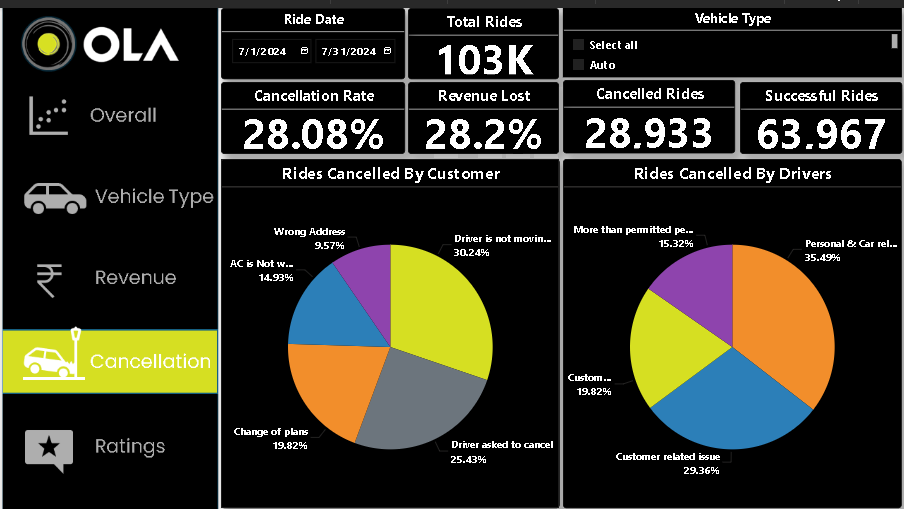 OLA
Overall
Vehicle Type
Revenue
Cancellation
Ratings
Ride Date
7/1/2024
7/31/2024
Total Rides
103K
Vehicle Type
Select all
Auto
Cancellation Rate
28.08%
Revenue Lost
28.2%
Cancelled Rides
28,933
Successful Rides
63,967
Rides Cancelled By Customer
Wrong Address
9.57%
Driver is not movin...
30.24%
AC is Not w...
14.93%
Change of plans
19.82%
Driver asked to cancel
25.43%
Rides Cancelled By Drivers
More than permitted pe...
15.32%
Personal & Car rel...
35.49%
Custom...
19.82%
Customer related issue
29.36%